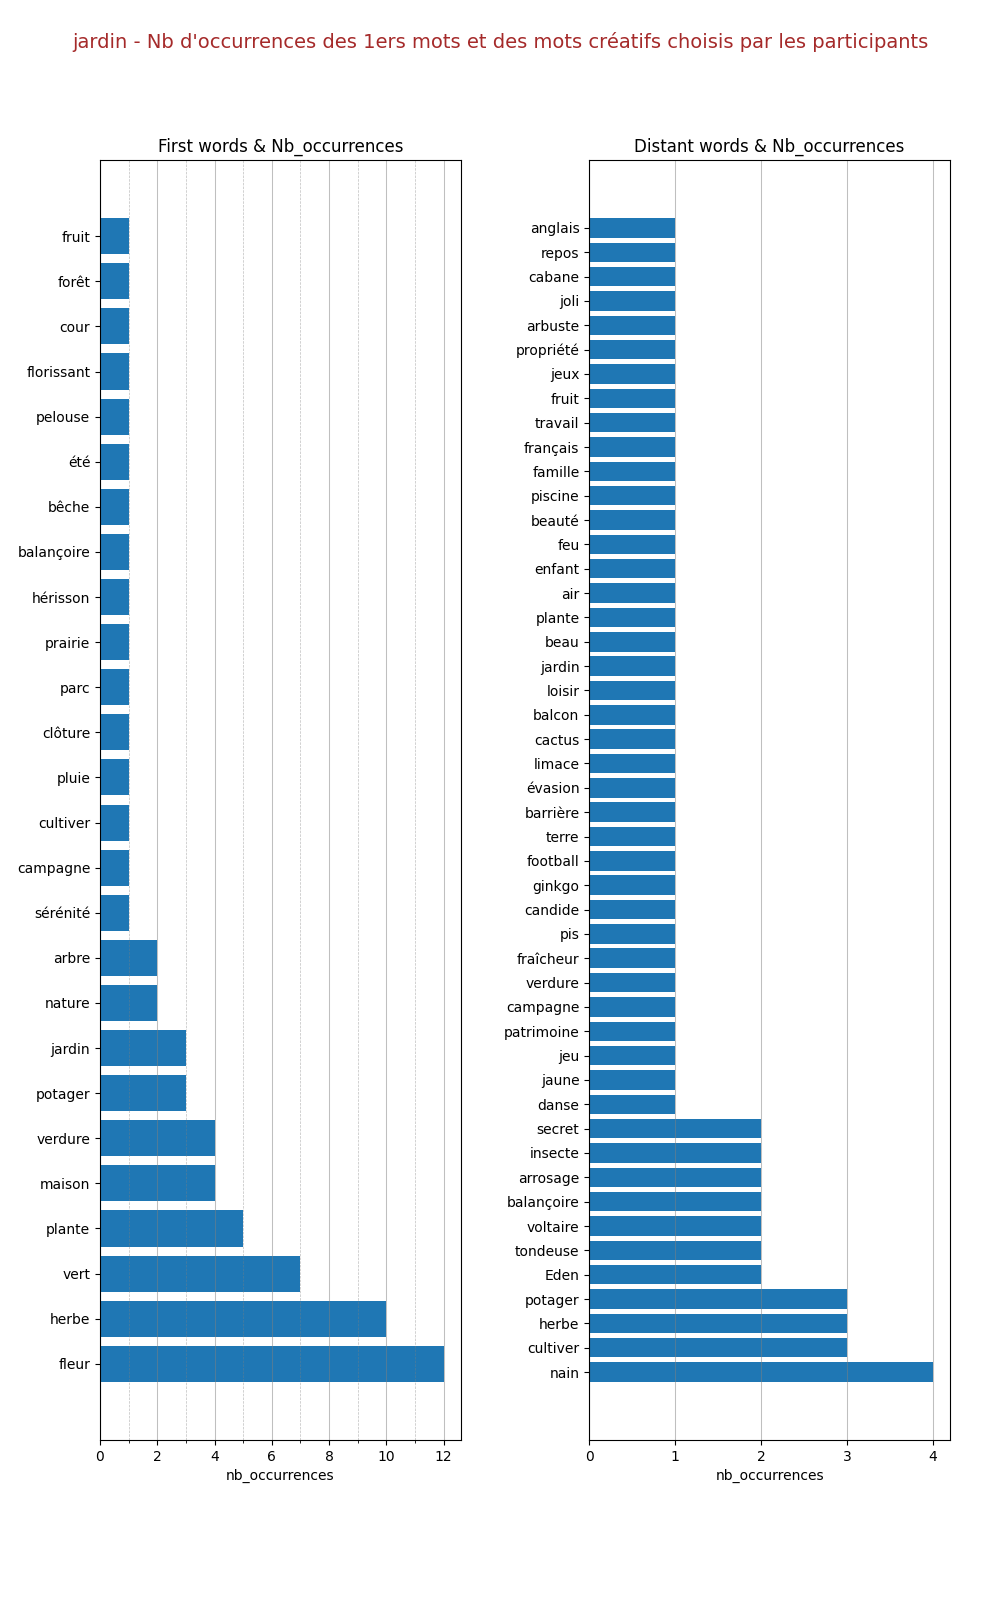 jardin - Nb d'occurrences des 1ers mots et des mots créatifs choisis par les participants
First words & Nb_occurrences
fruit
forêt
cour
florissant
pelouse
été
bêche
balançoire
hérisson
prairie
parc
clôture
pluie
cultiver
campagne
sérénité
arbre
nature
jardin
potager
verdure
maison
plante
vert
herbe
fleur
0 2 4 6 8 10 12
nb_occurrences
Distant words & Nb_occurrences
anglais
repos
cabane
joli
arbuste
propriété
jeux
fruit
travail
français
famille
piscine
beauté
feu
enfant
air
plante
beau
jardin
loisir
balcon
cactus
limace
évasion
barrière
terre
football
ginkgo
candide
pis
fraîcheur
verdure
campagne
patrimoine
jeu
jaune
danse
secret
insecte
arrosage
balançoire
voltaire
tondeuse
Eden
potager
herbe
cultiver
nain
0 1 2 3 4
nb_occurrences